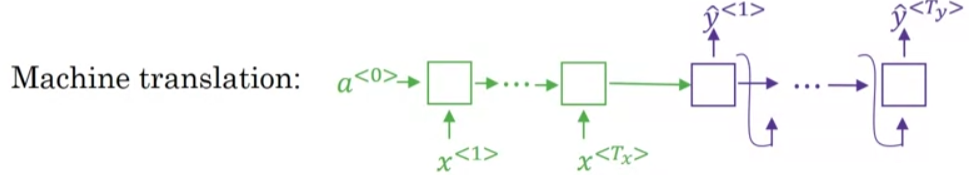 ŷ<1> ŷ<Ty>
Machine translation: a<0> ... ...
x<1> x<Tx>